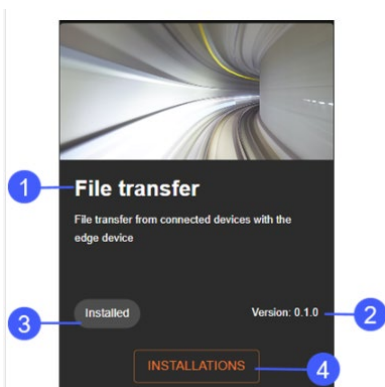 1
File transfer
File transfer from connected devices with the
edge device
Installed
3
Version: 0.1.0
2
INSTALLATIONS
4